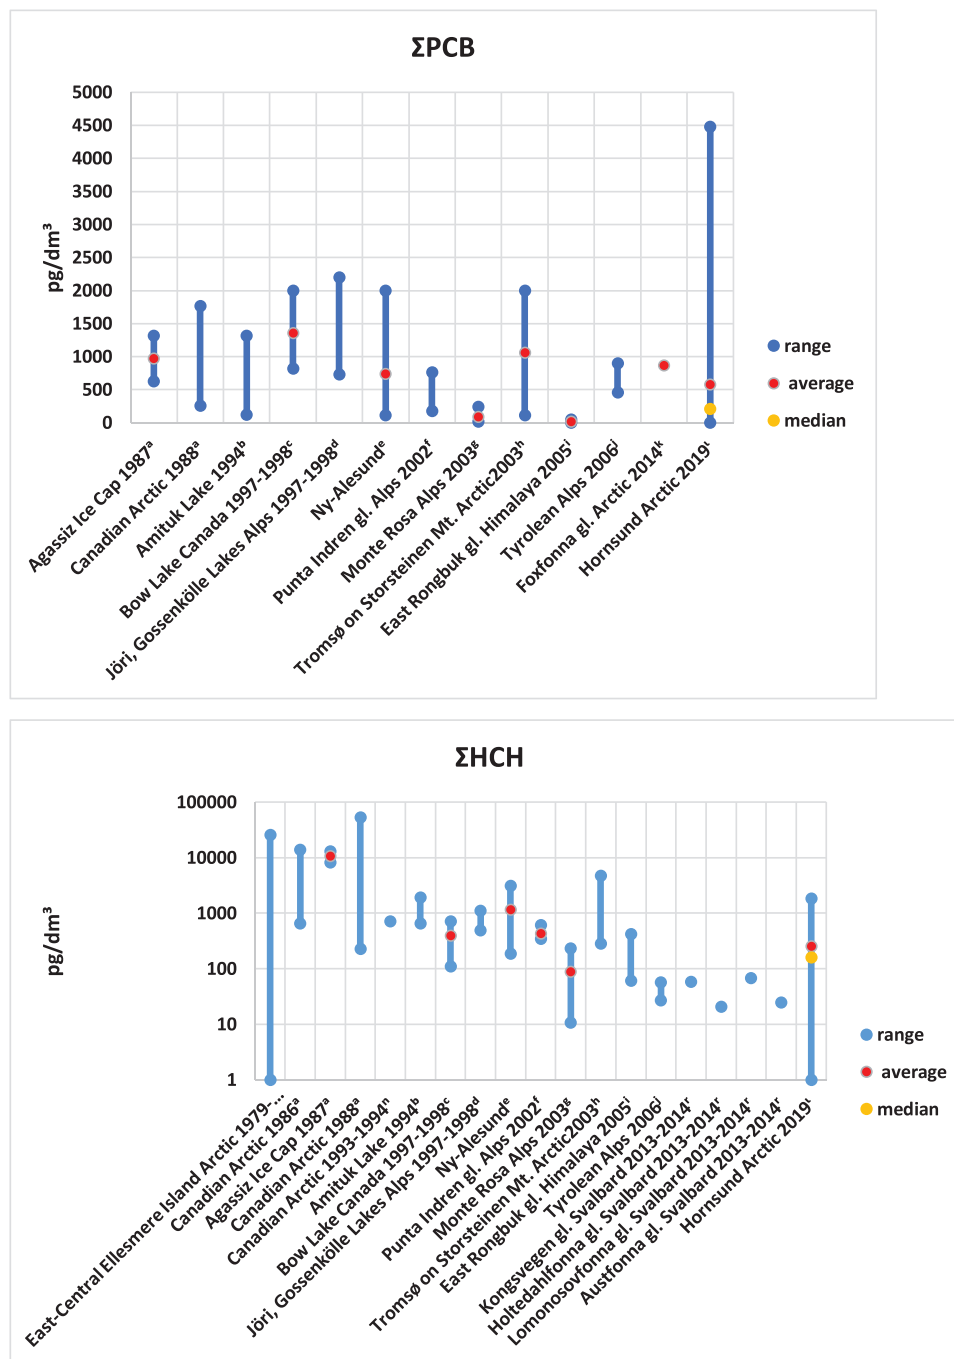 ΣPCB
5000
4500
4000
3500
3000
2500
2000
1500
1000
500
0
pg/dm³
Agassiz Ice Cap 1987ᵃ
Canadian Arctic 1988ᵃ
Amituk Lake 1994ᵇ
Bow Lake Canada 1997-1998ᶜ
Jöri, Gossenkölle Lakes Alps 1997-1998ᵈ
Ny-Alesundᵉ
Punta Indren gl. Alps 2002ᶠ
Monte Rosa Alps 2003ᵍ
Tromsø on Storsteinen Mt. Arctic2003ʰ
East Rongbuk gl. Himalaya 2005ⁱ
Tyrolean Alps 2006ʲ
Foxfonna gl. Arctic 2014ᵏ
Hornsund Arctic 2019ᶫ
range
average
median
ΣHCH
100000
10000
1000
100
10
1
pg/dm³
East-Central Ellesmere Island Arctic 1979-...
Canadian Arctic 1986ᵃ
Agassiz Ice Cap 1987ᵃ
Canadian Arctic 1988ᵃ
Canadian Arctic 1993-1994ⁿ
Amituk Lake 1994ᵇ
Bow Lake Canada 1997-1998ᶜ
Jöri, Gossenkölle Lakes Alps 1997-1998ᵈ
Ny-Alesundᵉ
Punta Indren gl. Alps 2002ᶠ
Monte Rosa Alps 2003ᵍ
Tromsø on Storsteinen Mt. Arctic2003ʰ
East Rongbuk gl. Himalaya 2005ⁱ
Tyrolean Alps 2006ʲ
Kongsvegen gl. Svalbard 2013-2014ʳ
Holtedahlfonna gl. Svalbard 2013-2014ʳ
Lomonosovfonna gl. Svalbard 2013-2014ʳ
Austfonna gl. Svalbard 2013-2014ʳ
Hornsund Arctic 2019ᶫ
range
average
median